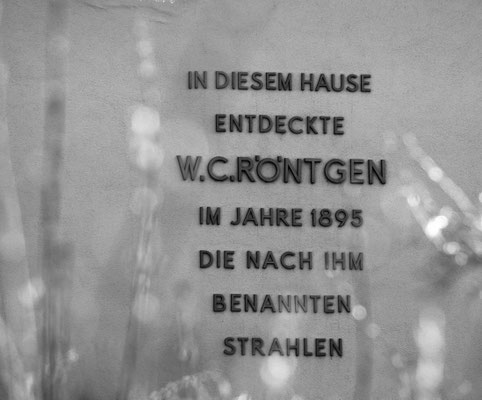 IN DIESEM HAUSE
ENTDECKTE
W.C.RÖNTGEN
IM JAHRE 1895
DIE NACH IHM
BENANNTEN
STRAHLEN